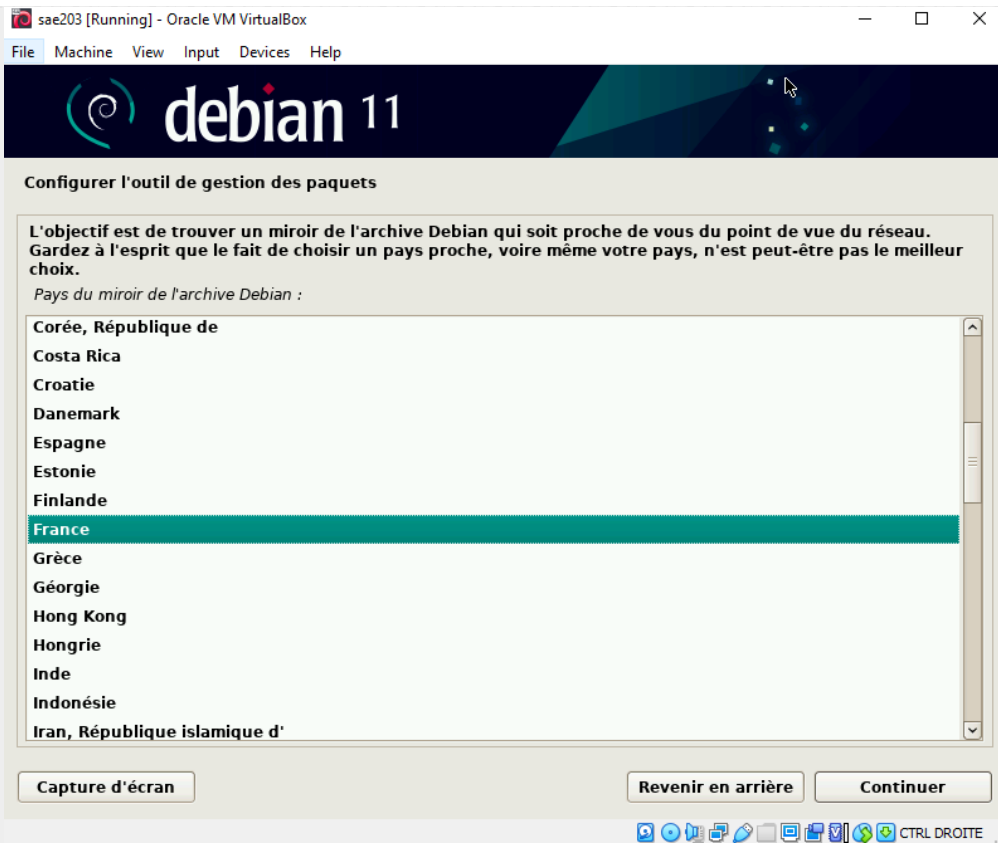 sae203 [Running] - Oracle VM VirtualBox
File Machine View Input Devices Help
debian 11
Configurer l'outil de gestion des paquets
L'objectif est de trouver un miroir de l'archive Debian qui soit proche de vous du point de vue du réseau.
Gardez à l'esprit que le fait de choisir un pays proche, voire même votre pays, n'est peut-être pas le meilleur
choix.
Pays du miroir de l'archive Debian :
Corée, République de
Costa Rica
Croatie
Danemark
Espagne
Estonie
Finlande
France
Grèce
Géorgie
Hong Kong
Hongrie
Inde
Indonésie
Iran, République islamique d'
Capture d'écran Revenir en arrière Continuer
CTRL DROITE